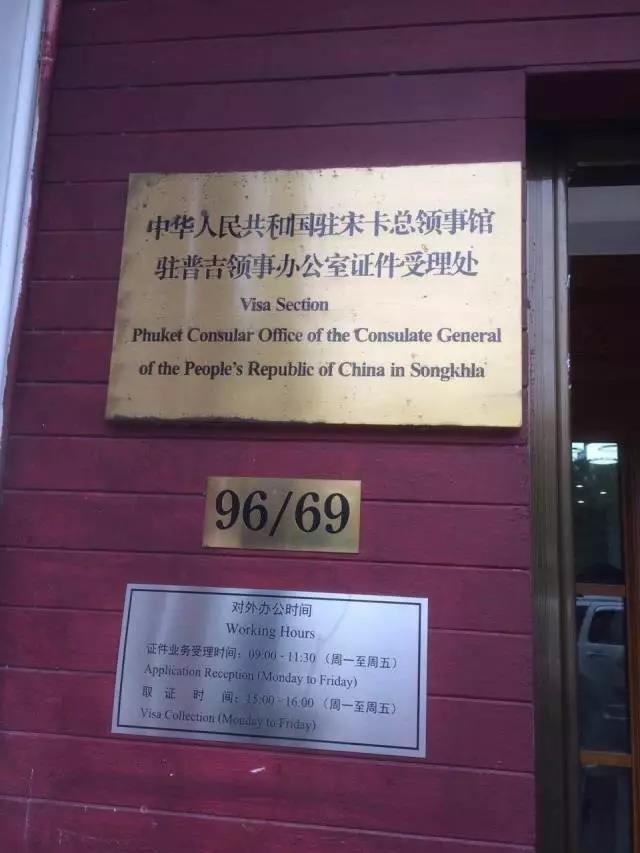 中华人民共和国驻宋卡总领事馆
驻普吉领事办公室证件受理处
Visa Section
Phuket Consular Office of the Consulate General
of the People's Republic of China in Songkhla
96/69
对外办公时间
Working Hours
证件业务受理时间：09:00 - 11:30 （周一至周五）
Application Reception (Monday to Friday)
取 证 时 间：15:00 - 16:00 （周一至周五）
Visa Collection (Monday to Friday)